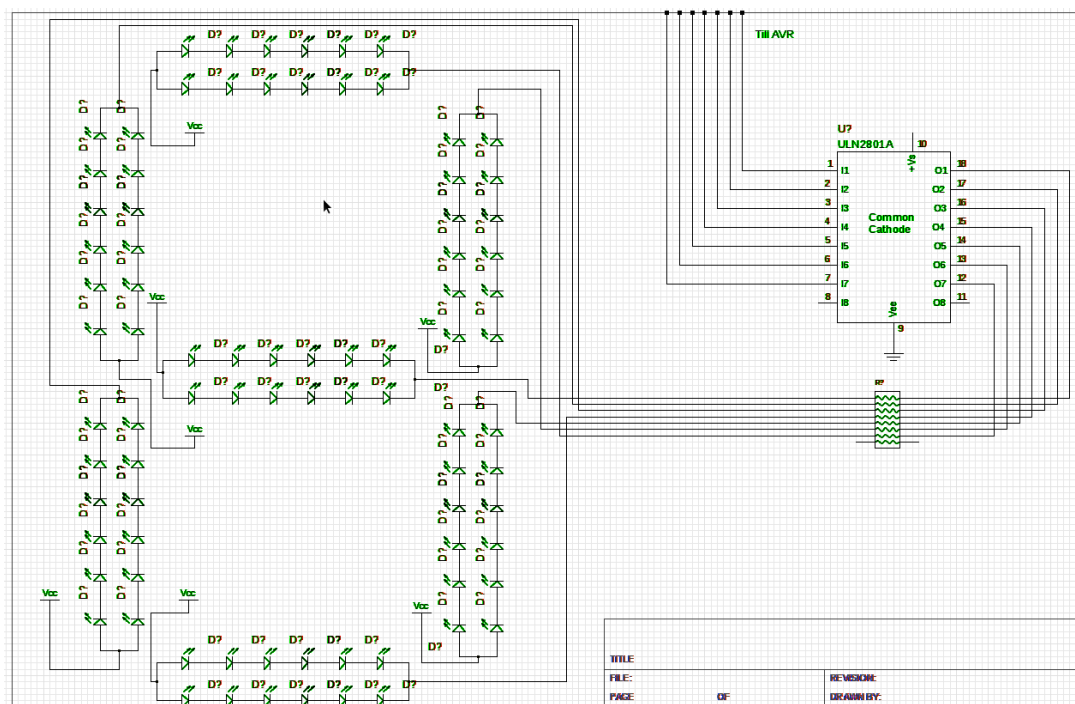 D? D? D? D? D? D?
Till AVR
D? D? D? D? D? D?
D? D? D?
Vcc
U?
10
ULN2801A
+Vs
D? D? D? D?
1 I1 O1 18
2 I2 O2 17
D? D? D? D?
3 I3 O3 16
Common
Cathode
4 I4 O4 15
5 I5 O5 14
D? D? D? D?
6 I6 O6 13
7 I7 O7 12
8 I8 O8 11
Vcc
D? D? D? D?
Vee
9
Vcc
D? D? D? D? D? D?
D? D? D? D? D? D?
R?
D? D? D? D?
Vcc
D? D? D? D?
D? D? D? D?
D? D? D? D?
D? D? D? D?
Vcc
Vcc
Vcc
D? D? D? D? D? D?
TITLE
D? D? D? D? D? D?
FILE:
REVISION:
PAGE
OF
DRAWN BY: